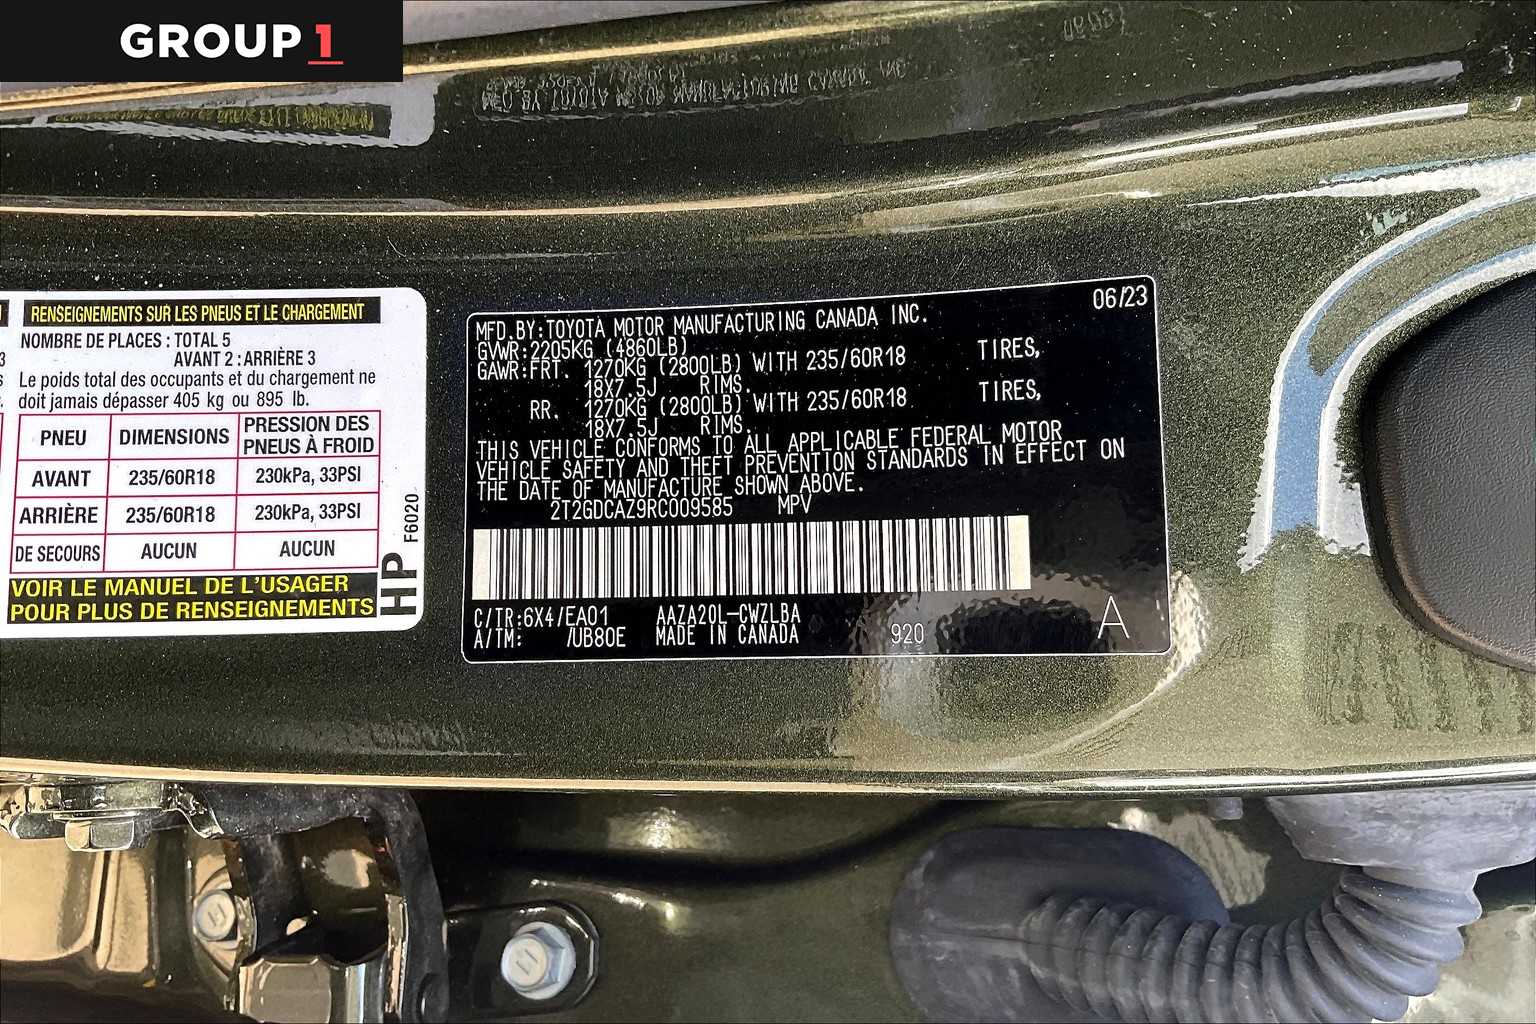 GROUP 1
RENSEIGNEMENTS SUR LES PNEUS ET LE CHARGEMENT
NOMBRE DE PLACES : TOTAL 5
AVANT 2 : ARRIÈRE 3
Le poids total des occupants et du chargement ne
doit jamais dépasser 405 kg ou 895 lb.
PNEU DIMENSIONS PRESSION DES PNEUS À FROID
AVANT 235/60R18 230kPa, 33PSI
ARRIÈRE 235/60R18 230kPa, 33PSI
DE SECOURS AUCUN AUCUN
VOIR LE MANUEL DE L'USAGER
POUR PLUS DE RENSEIGNEMENTS
HP F6020
06/23
MFD.BY:TOYOTA MOTOR MANUFACTURING CANADA INC.
GVWR:2205KG (4860LB)
GAWR:FRT. 1270KG (2800LB) WITH 235/60R18 TIRES,
18X7.5J RIMS.
RR. 1270KG (2800LB) WITH 235/60R18 TIRES,
18X7.5J RIMS.
THIS VEHICLE CONFORMS TO ALL APPLICABLE FEDERAL MOTOR
VEHICLE SAFETY AND THEFT PREVENTION STANDARDS IN EFFECT ON
THE DATE OF MANUFACTURE SHOWN ABOVE.
2T2GDCAZ9RC009585 MPV
C/TR:6X4/EA01 AAZA20L-CWZLBA
A/TM: /UB80E MADE IN CANADA 920 A